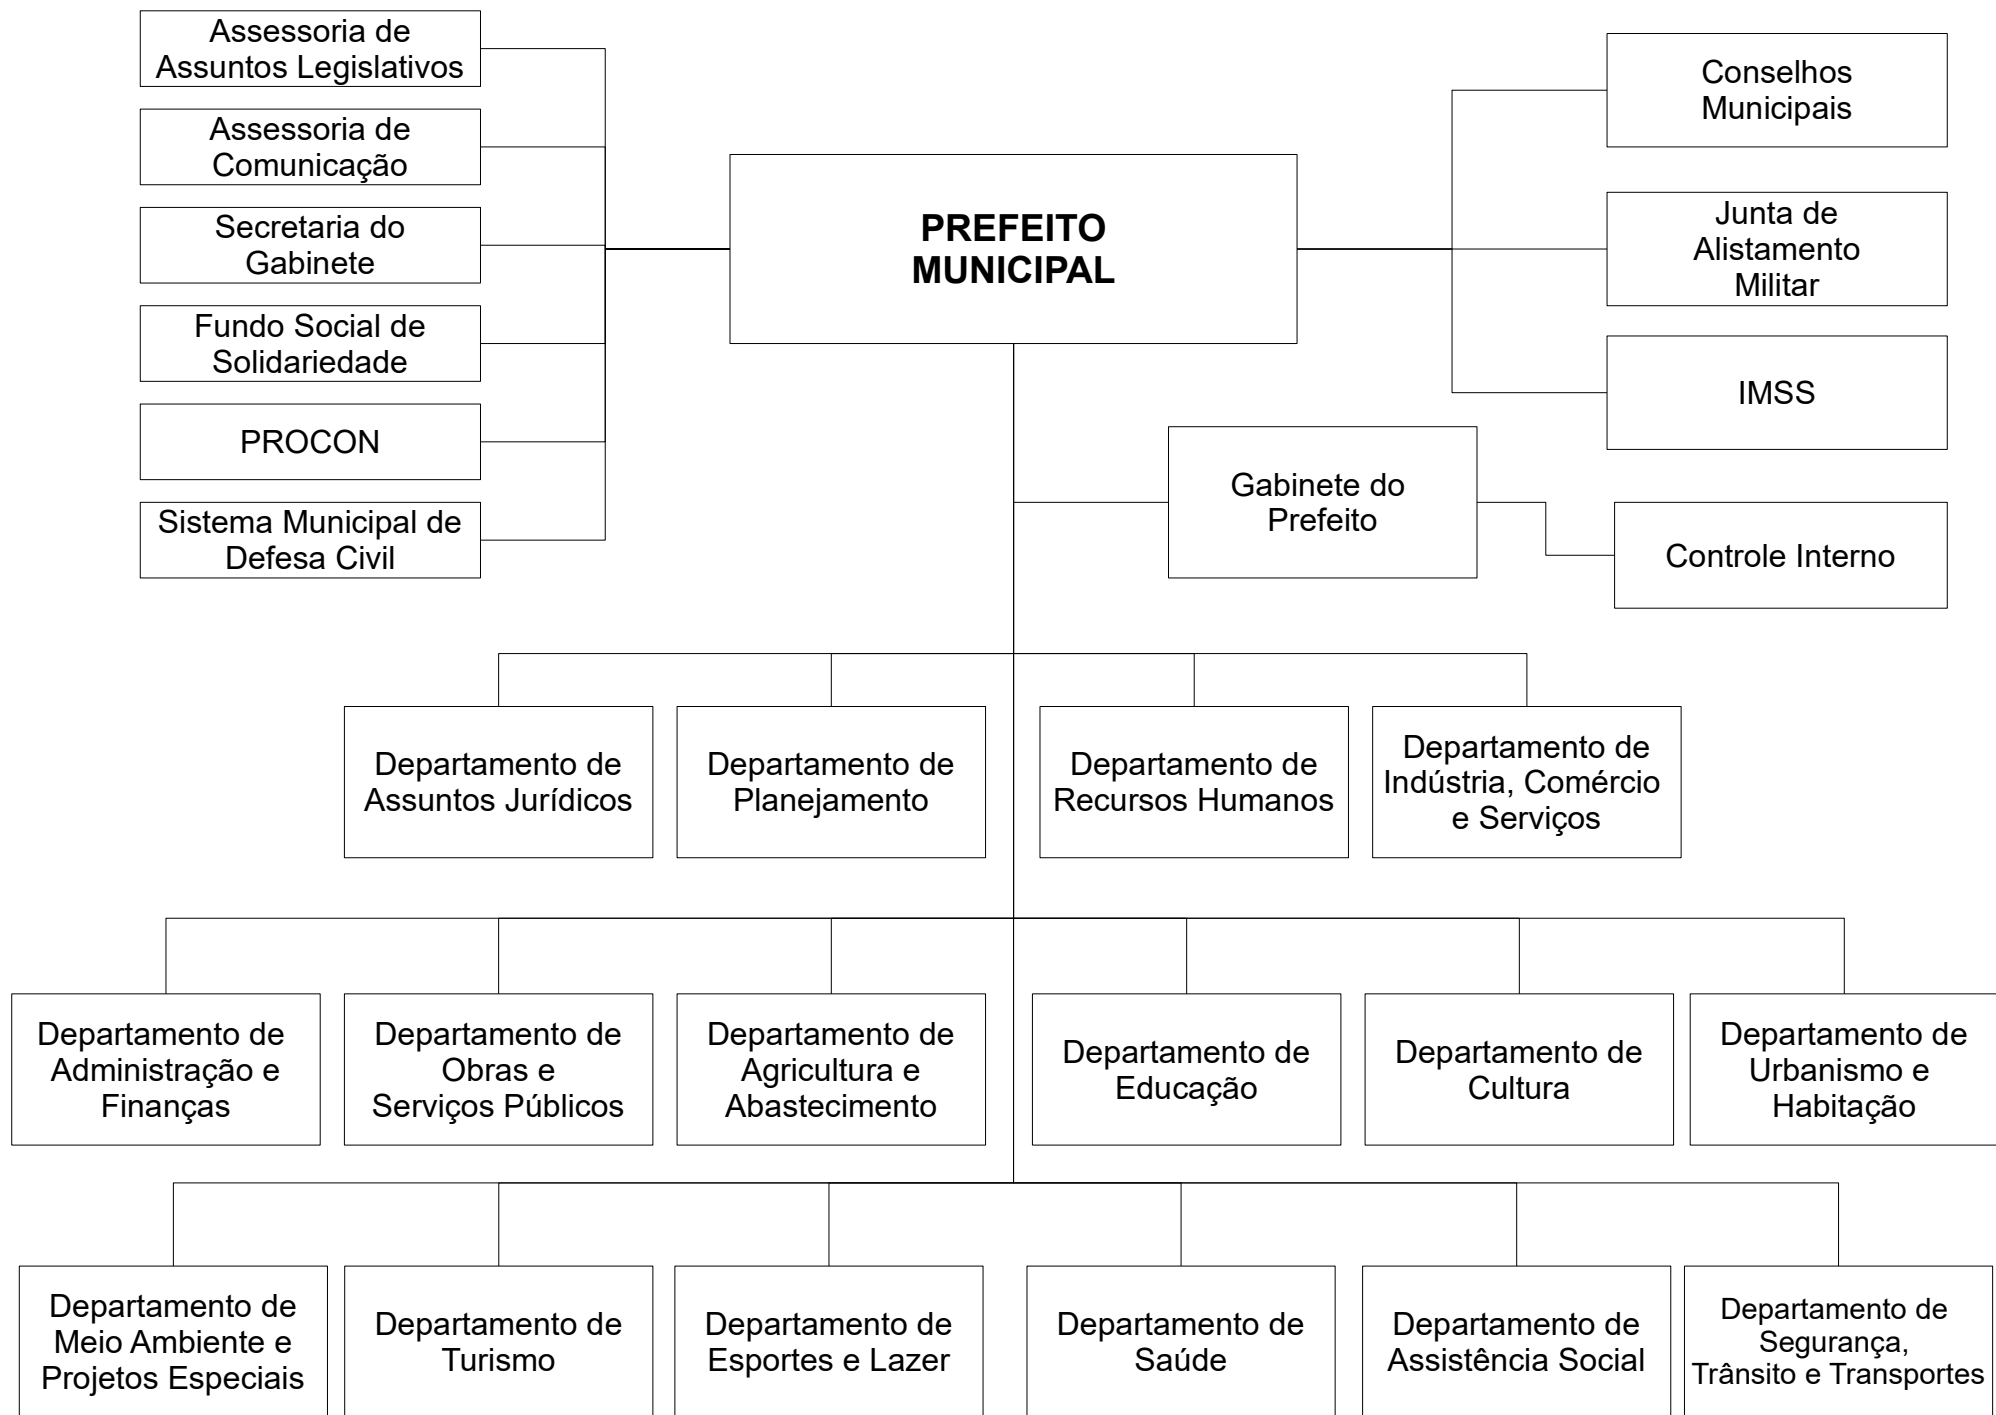 Assessoria de
Assuntos Legislativos
Assessoria de
Comunicação
Secretaria do
Gabinete
Fundo Social de
Solidariedade
PROCON
Sistema Municipal de
Defesa Civil
PREFEITO
MUNICIPAL
Conselhos
Municipais
Junta de
Alistamento
Militar
IMSS
Gabinete do
Prefeito
Controle Interno
Departamento de
Assuntos Jurídicos
Departamento de
Planejamento
Departamento de
Recursos Humanos
Departamento de
Indústria, Comércio
e Serviços
Departamento de
Administração e
Finanças
Departamento de
Obras e
Serviços Públicos
Departamento de
Agricultura e
Abastecimento
Departamento de
Educação
Departamento de
Cultura
Departamento de
Urbanismo e
Habitação
Departamento de
Meio Ambiente e
Projetos Especiais
Departamento de
Turismo
Departamento de
Esportes e Lazer
Departamento de
Saúde
Departamento de
Assistência Social
Departamento de
Segurança,
Trânsito e Transportes